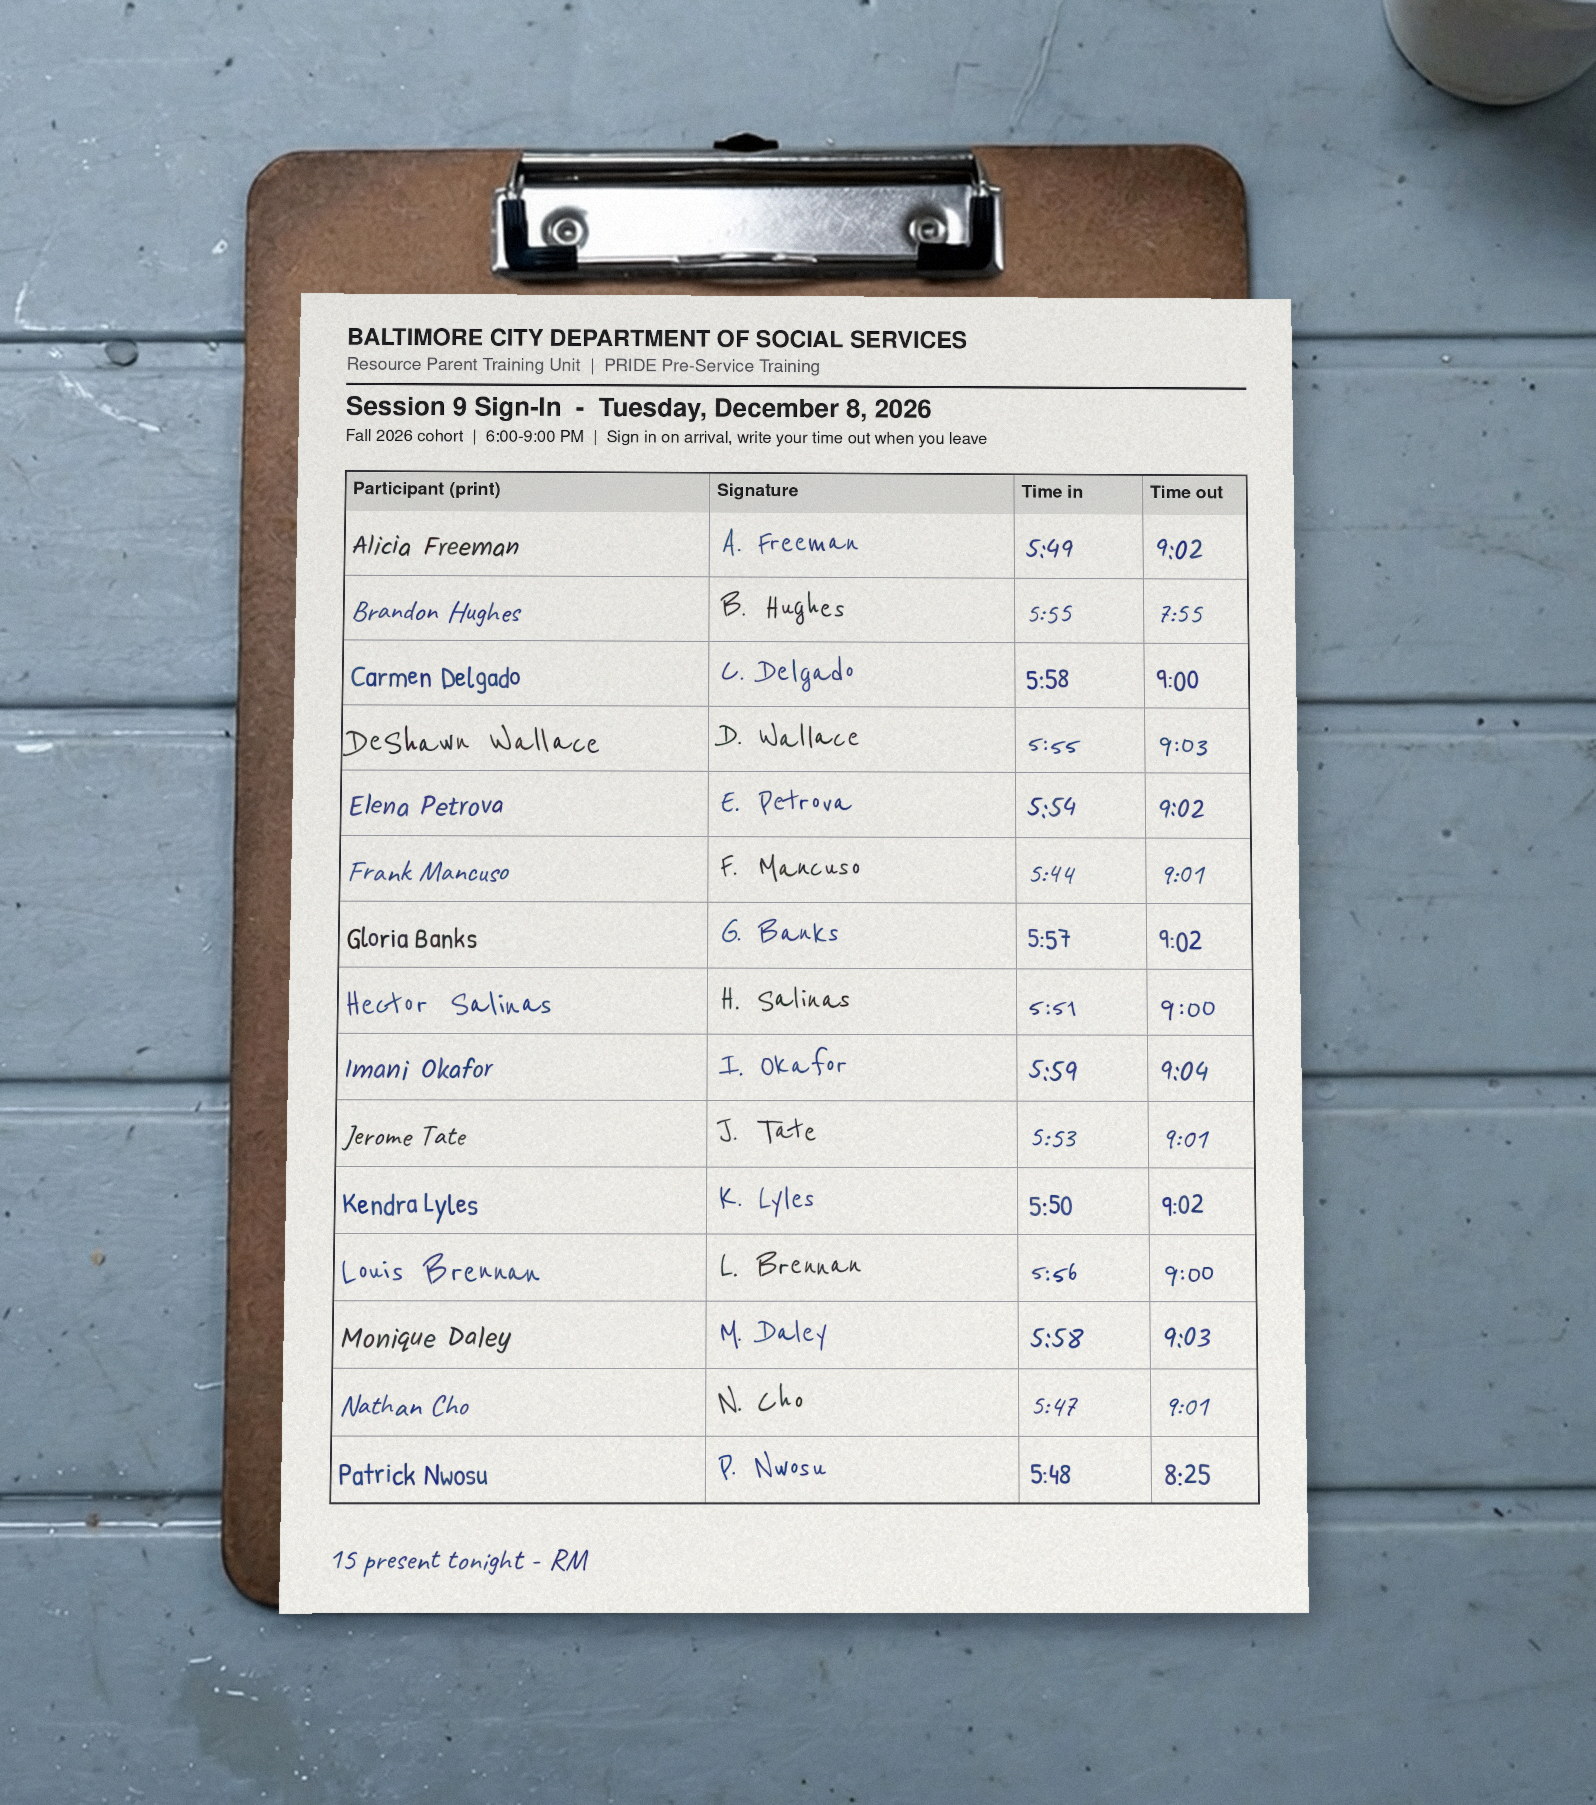 BALTIMORE CITY DEPARTMENT OF SOCIAL SERVICES
Resource Parent Training Unit | PRIDE Pre-Service Training
Session 9 Sign-In - Tuesday, December 8, 2026
Fall 2026 cohort | 6:00-9:00 PM | Sign in on arrival, write your time out when you leave
Participant (print) Signature Time in Time out
Alicia Freeman A. Freeman 5:49 9:02
Brandon Hughes B. Hughes 5:55 7:55
Carmen Delgado C. Delgado 5:58 9:00
DeShawn Wallace D. Wallace 5:55 9:03
Elena Petrova E. Petrova 5:54 9:02
Frank Mancuso F. Mancuso 5:44 9:01
Gloria Banks G. Banks 5:57 9:02
Hector Salinas H. Salinas 5:51 9:00
Imani Okafor I. Okafor 5:59 9:04
Jerome Tate J. Tate 5:53 9:01
Kendra Lyles K. Lyles 5:50 9:02
Louis Brennan L. Brennan 5:56 9:00
Monique Daley M. Daley 5:58 9:03
Nathan Cho N. Cho 5:47 9:01
Patrick Nwosu P. Nwosu 5:48 8:25
15 present tonight - RM